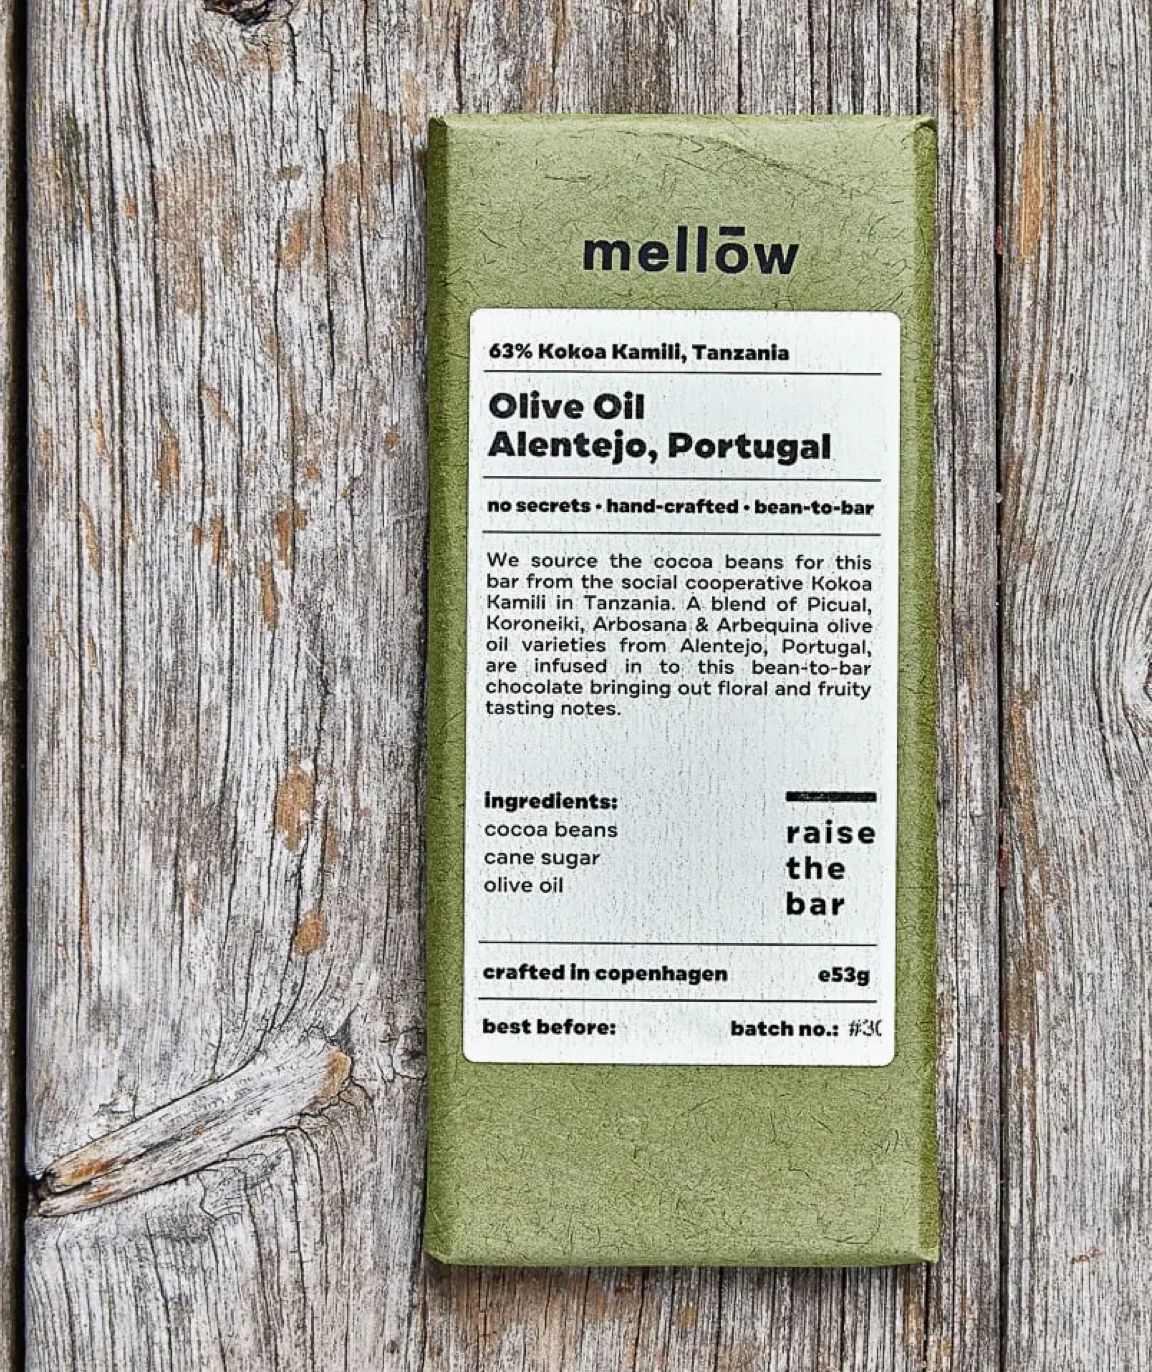 mellōw
63% Kokoa Kamili, Tanzania
Olive Oil
Alentejo, Portugal
no secrets • hand-crafted • bean-to-bar
We source the cocoa beans for this
bar from the social cooperative Kokoa
Kamili in Tanzania. A blend of Picual,
Koroneiki, Arbosana & Arbequina olive
oil varieties from Alentejo, Portugal,
are infused in to this bean-to-bar
chocolate bringing out floral and fruity
tasting notes.
ingredients:
cocoa beans
cane sugar
olive oil
raise
the
bar
crafted in copenhagen e53g
best before: batch no.: